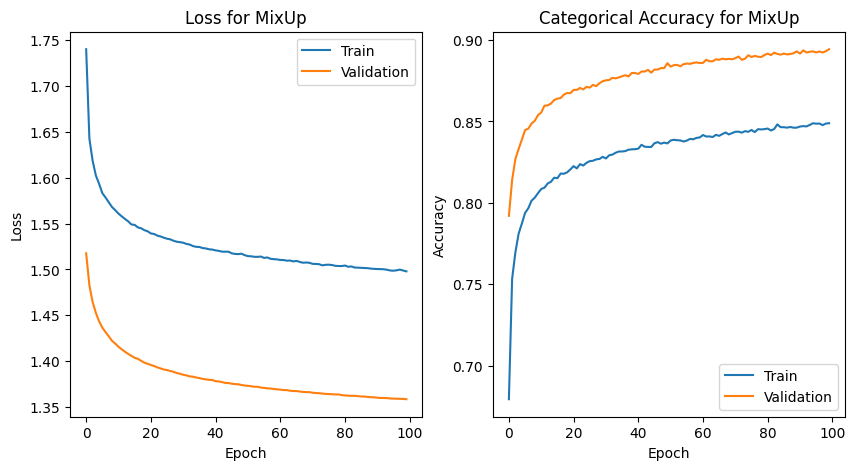 Loss for MixUp
1.75
1.70
1.65
1.60
1.55
1.50
1.45
1.40
1.35
Loss
0
20
40
60
80
100
Epoch
Train
Validation
Categorical Accuracy for MixUp
0.90
0.85
0.80
0.75
0.70
Accuracy
0
20
40
60
80
100
Epoch
Train
Validation